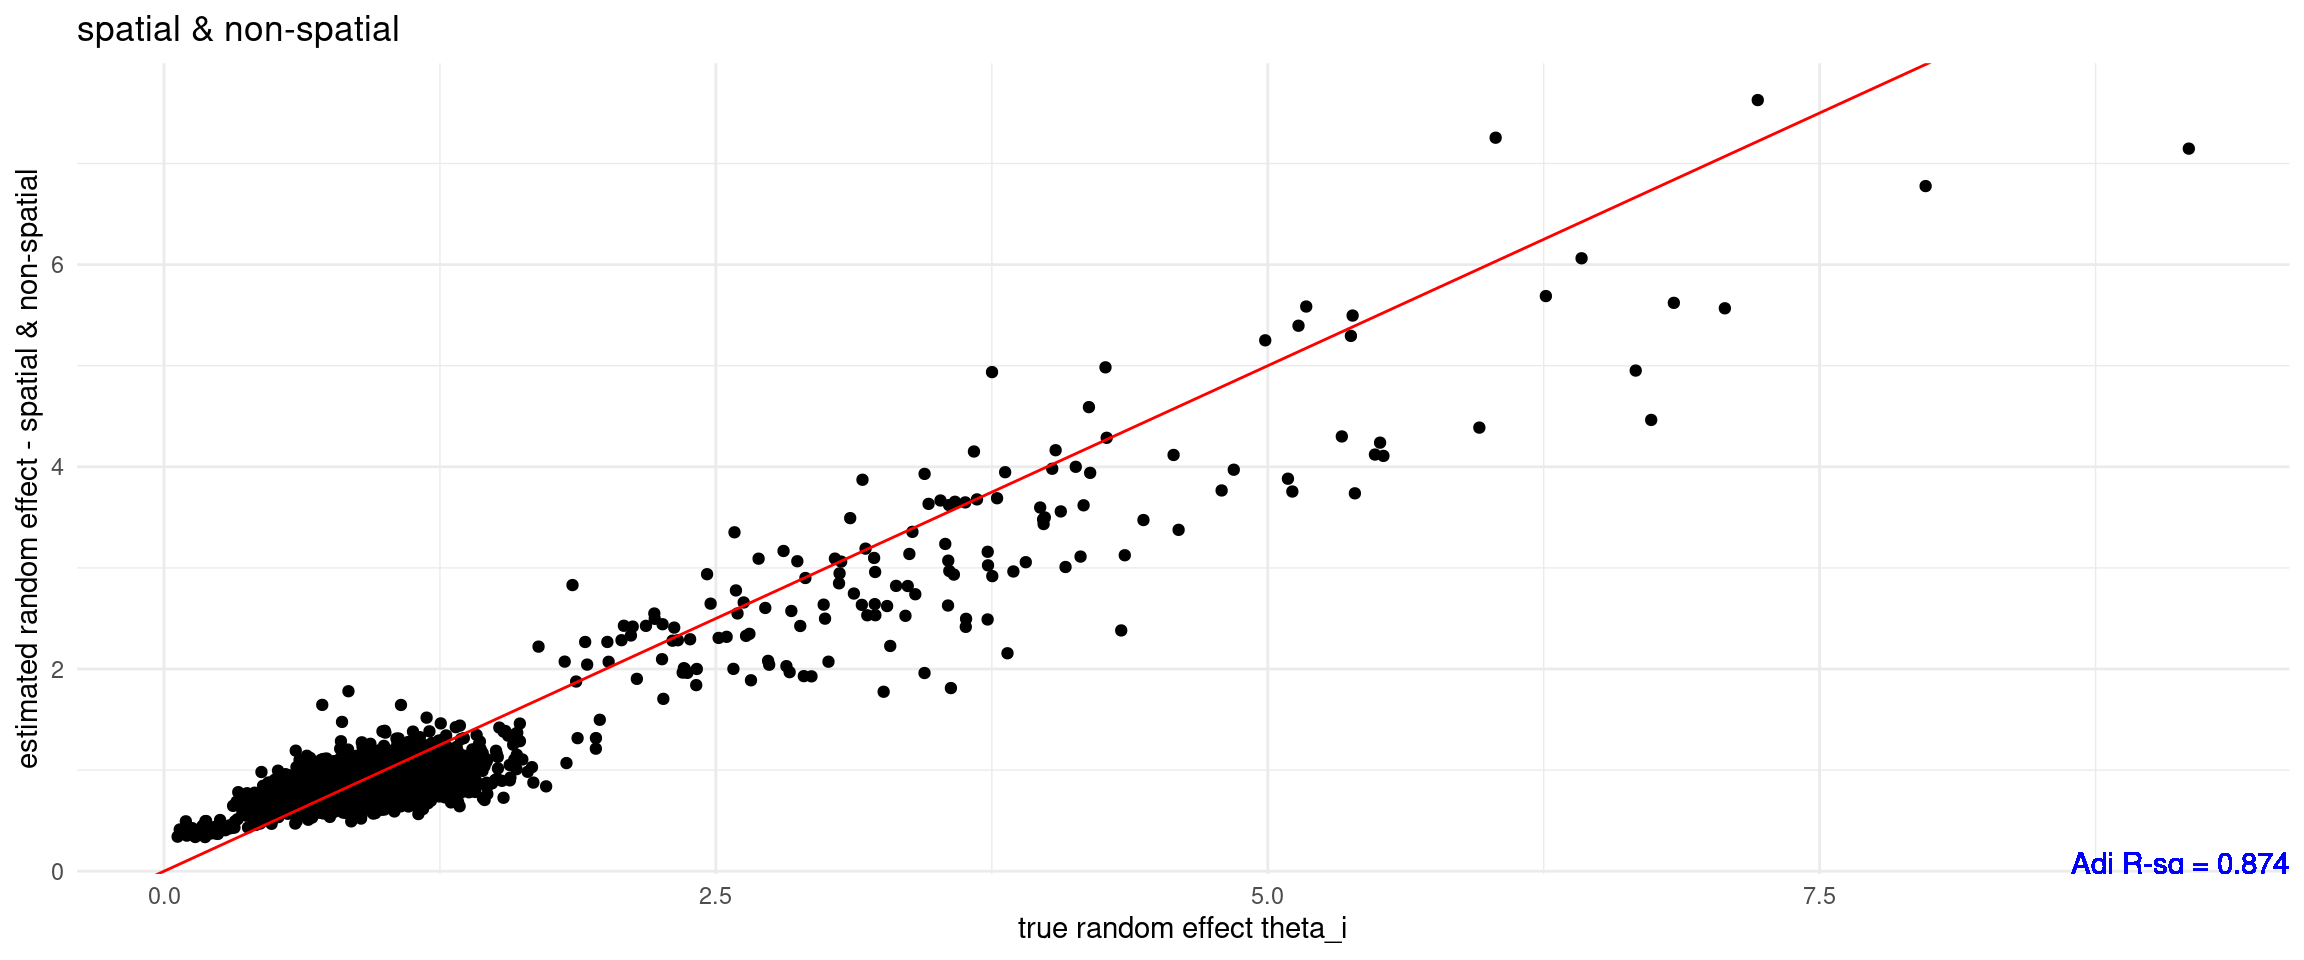 spatial & non-spatial
estimated random effect - spatial & non-spatial
6
4
2
0
0.0
2.5
5.0
7.5
Adj R-sq = 0.874
true random effect theta_i